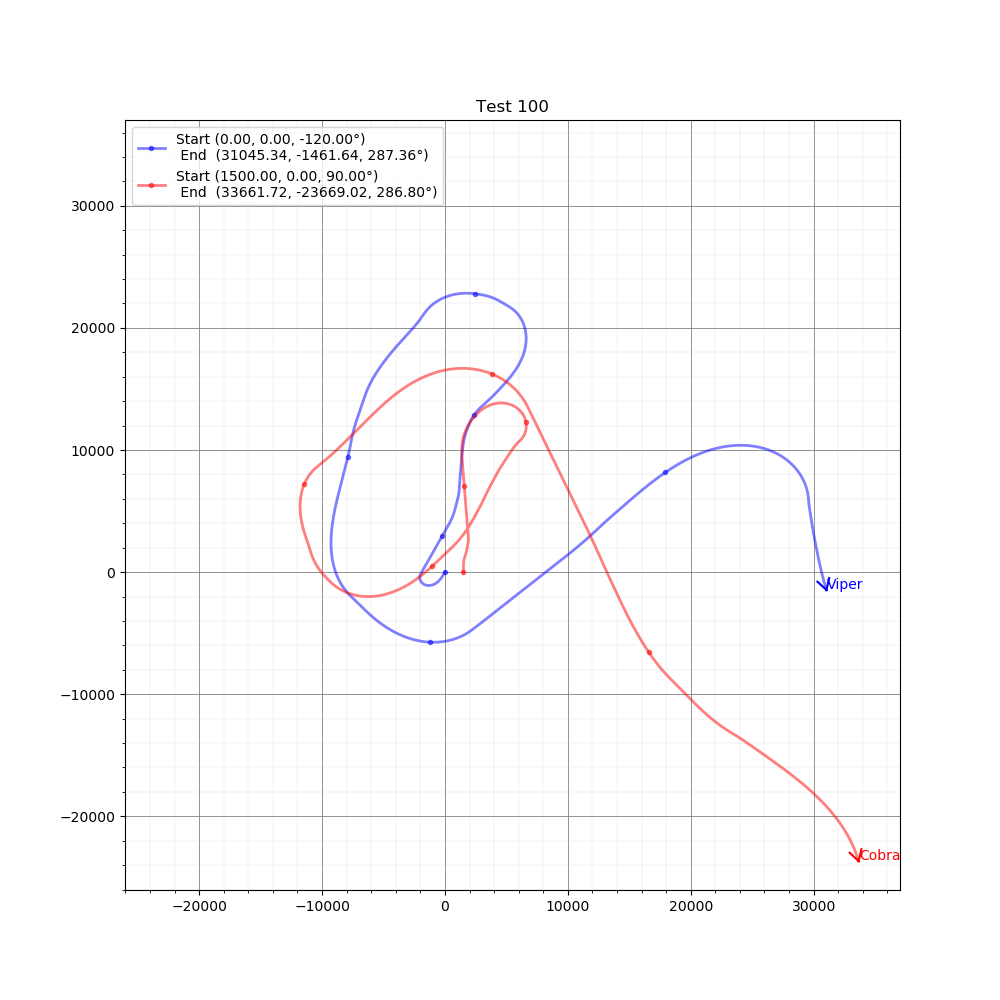 Test 100
Start (0.00, 0.00, -120.00°)
End (31045.34, -1461.64, 287.36°)
Start (1500.00, 0.00, 90.00°)
End (33661.72, -23669.02, 286.80°)
30000
20000
10000
0
−10000
−20000
Viper
Cobra
−20000 −10000 0 10000 20000 30000